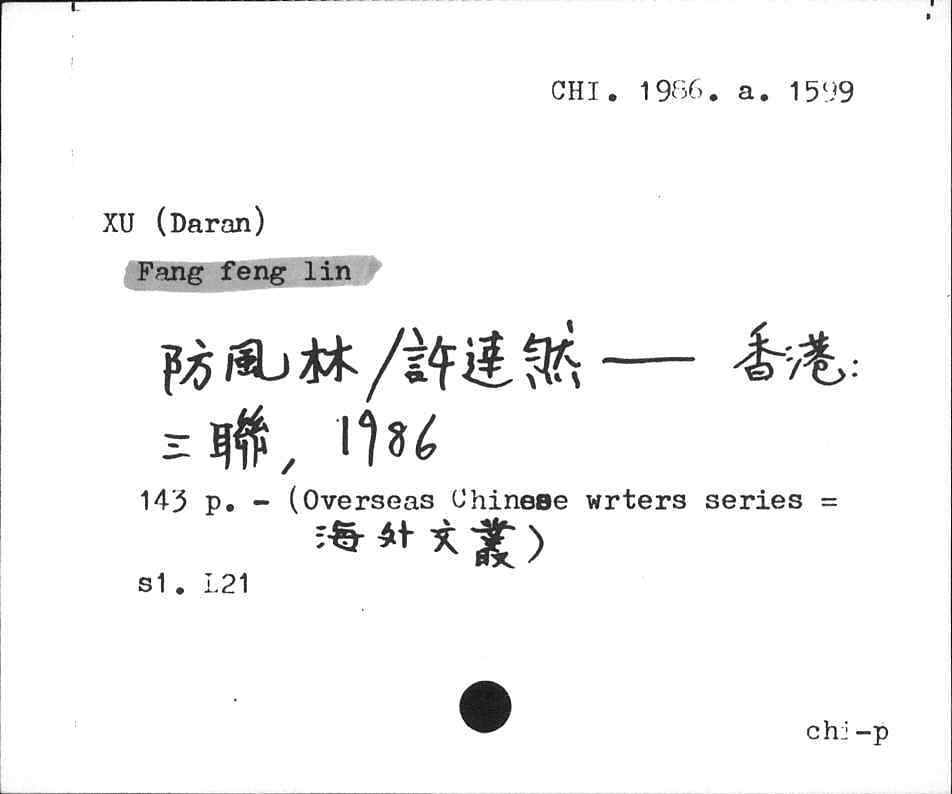 CHI. 1986. a. 1599
XU (Daran)
Fang feng lin
防風林/許達然 — 香港:
三聯, 1986
143 p. - (Overseas Chinese wrters series =
海外文叢)
s1. L21
chi-p